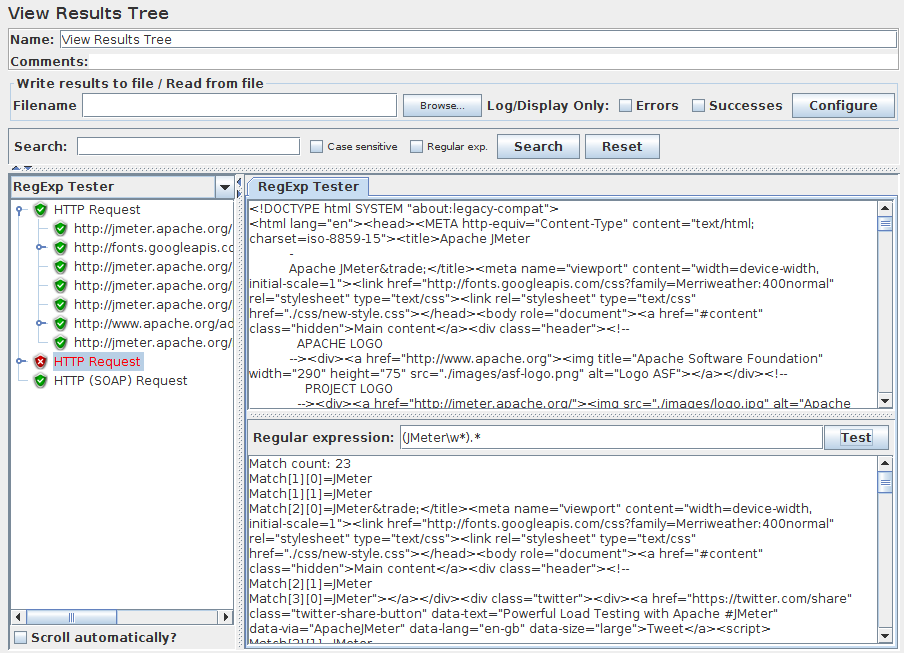 View Results Tree
Name: View Results Tree
Comments:
Write results to file / Read from file
Filename Browse... Log/Display Only: Errors Successes Configure
Search: Case sensitive Regular exp. Search Reset
RegExp Tester
HTTP Request
http://jmeter.apache.org/
http://fonts.googleapis.co
http://jmeter.apache.org/
http://jmeter.apache.org/
http://jmeter.apache.org/
http://www.apache.org/ad
http://jmeter.apache.org/
HTTP Request
HTTP (SOAP) Request
Scroll automatically?
RegExp Tester
<!DOCTYPE html SYSTEM "about:legacy-compat">
<html lang="en"><head><META http-equiv="Content-Type" content="text/html;
charset=iso-8859-15"><title>Apache JMeter
-
Apache JMeter&trade;</title><meta name="viewport" content="width=device-width,
initial-scale=1"><link href="http://fonts.googleapis.com/css?family=Merriweather:400normal"
rel="stylesheet" type="text/css"><link rel="stylesheet" type="text/css"
href="./css/new-style.css"></head><body role="document"><a href="#content"
class="hidden">Main content</a><div class="header"><!--
APACHE LOGO
--><div><a href="http://www.apache.org"><img title="Apache Software Foundation"
width="290" height="75" src="./images/asf-logo.png" alt="Logo ASF"></a></div><!--
PROJECT LOGO
--><div><a href="http://jmeter.apache.org/"><img src="./images/logo.jpg" alt="Apache
Regular expression: (JMeter\w*).* Test
Match count: 23
Match[1][0]=JMeter
Match[1][1]=JMeter
Match[2][0]=JMeter&trade;</title><meta name="viewport" content="width=device-width,
initial-scale=1"><link href="http://fonts.googleapis.com/css?family=Merriweather:400normal"
rel="stylesheet" type="text/css"><link rel="stylesheet" type="text/css"
href="./css/new-style.css"></head><body role="document"><a href="#content"
class="hidden">Main content</a><div class="header"><!--
Match[2][1]=JMeter
Match[3][0]=JMeter"></a></div><div class="twitter"><div><a href="https://twitter.com/share"
class="twitter-share-button" data-text="Powerful Load Testing with Apache #JMeter"
data-via="ApacheJMeter" data-lang="en-gb" data-size="large">Tweet</a><script>